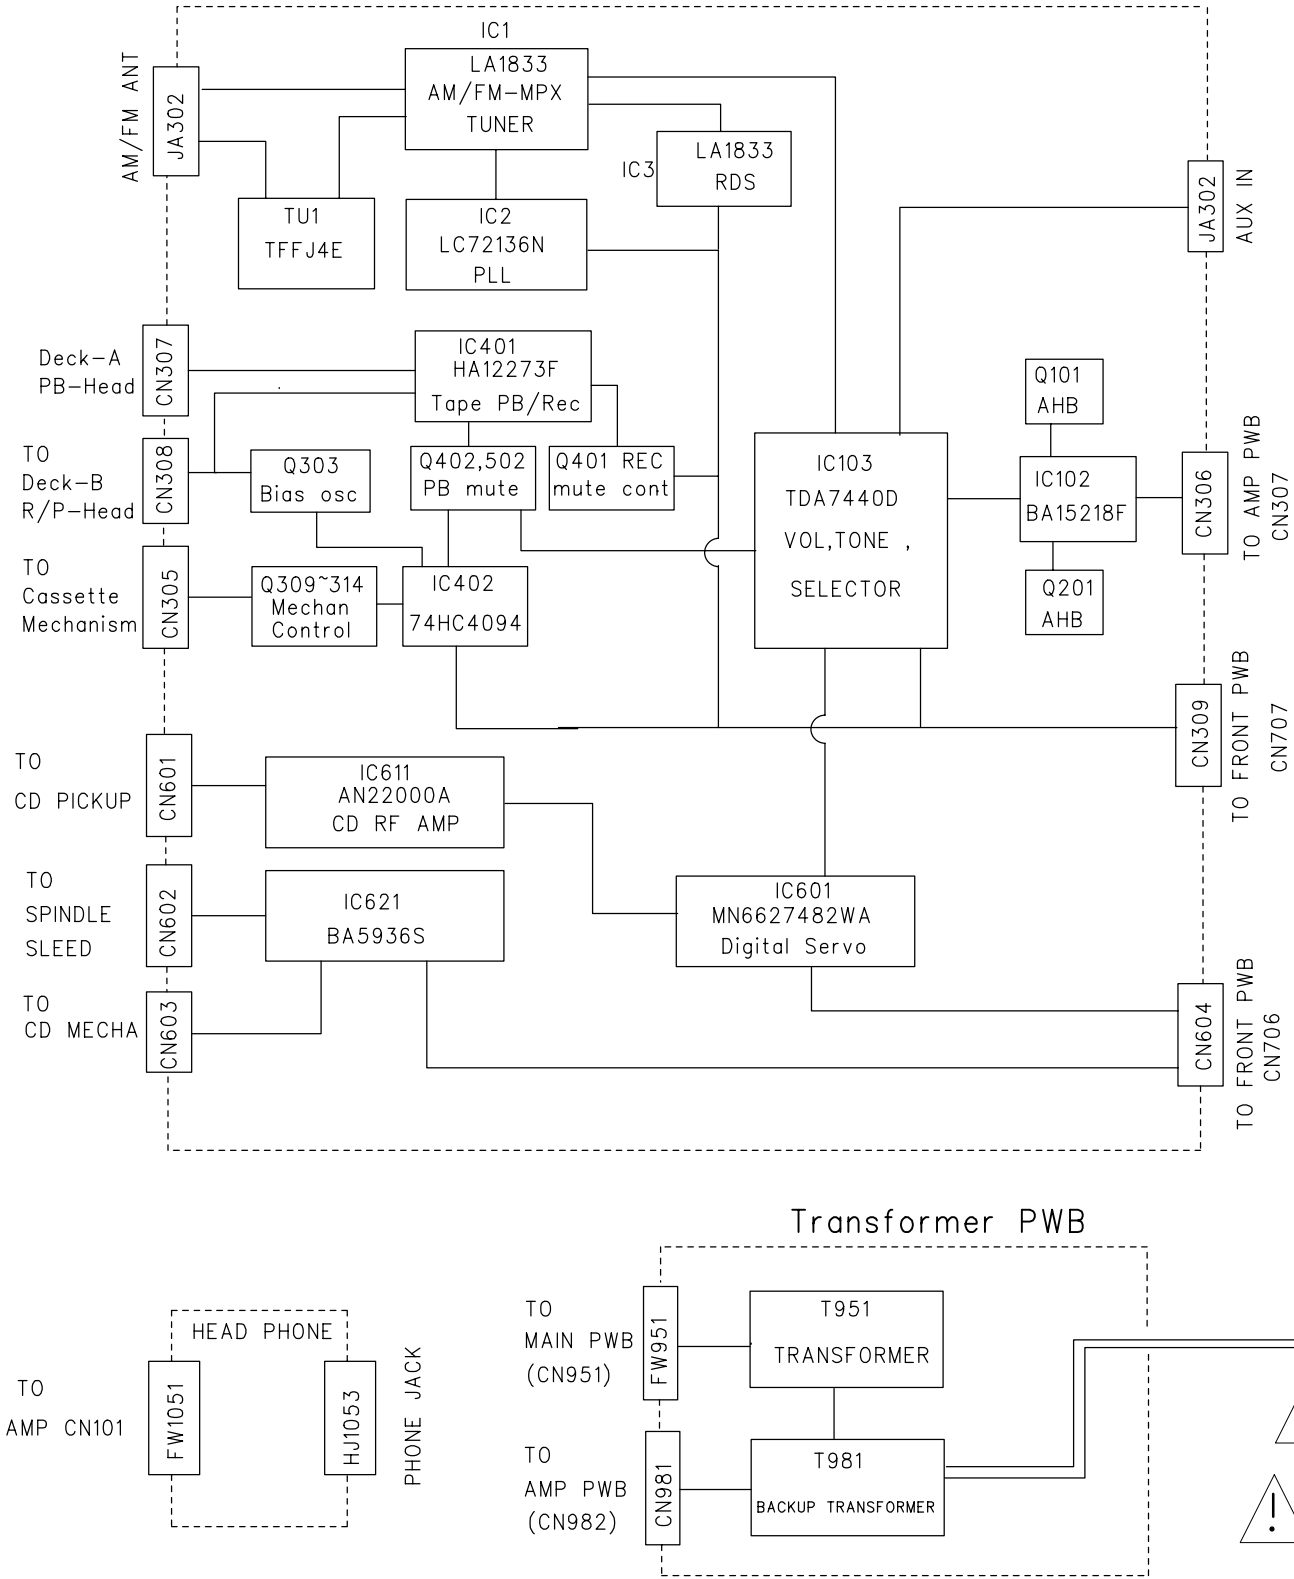 IC1
LA1833
AM/FM-MPX
TUNER
AM/FM ANT
JA302
IC3
LA1833
RDS
TU1
TFFJ4E
IC2
LC72136N
PLL
JA302
AUX IN
Deck-A
PB-Head
CN307
IC401
HA12273F
Tape PB/Rec
Q101
AHB
TO
Deck-B
R/P-Head
CN308
Q303
Bias osc
Q402,502
PB mute
Q401 REC
mute cont
IC103
TDA7440D
VOL,TONE ,
SELECTOR
IC102
BA15218F
CN306
TO AMP PWB
CN307
TO
Cassette
Mechanism
CN305
Q309~314
Mechan
Control
IC402
74HC4094
Q201
AHB
CN309
TO FRONT PWB
CN707
TO
CD PICKUP
CN601
IC611
AN22000A
CD RF AMP
TO
SPINDLE
SLEED
CN602
IC621
BA5936S
IC601
MN6627482WA
Digital Servo
TO
CD MECHA
CN603
CN604
TO FRONT PWB
CN706
Transformer PWB
HEAD PHONE
TO
AMP CN101
FW1051
HJ1053
PHONE JACK
TO
MAIN PWB
(CN951)
FW951
T951
TRANSFORMER
TO
AMP PWB
(CN982)
CN981
T981
BACKUP TRANSFORMER
!